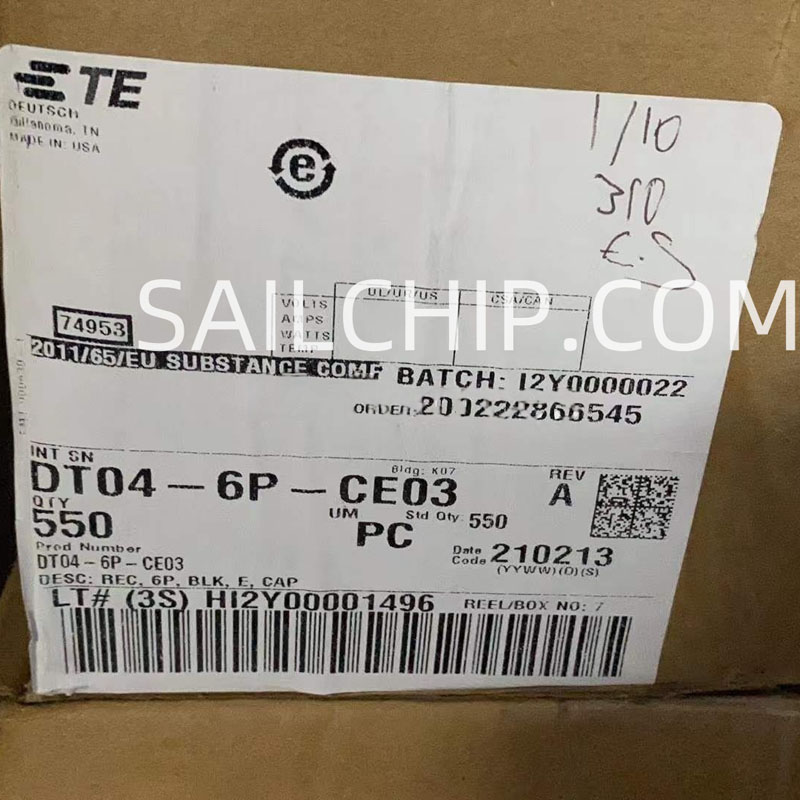 TE
DEUTSCH
MADE IN: USA
e
1/10
310
E.S
SAILCHIP.COM
74953
VOLTS
AMPS
WATTS
UL/UR/US
CSA/CAN
2011/65/EU SUBSTANCE COMP
BATCH: I2Y0000022
ORDER: 200222866545
INT SN
Bldg: K07
DT04-6P-CE03
REV
A
QTY
550
UM
PC
Std Qty 550
Prod Number
DT04-6P-CE03
Date Code 210213
(YYWW)(D)(S)
DESC: REC, 6P, BLK, E, CAP
LT# (3S) HI2Y00001496
REEL/BOX NO: 7